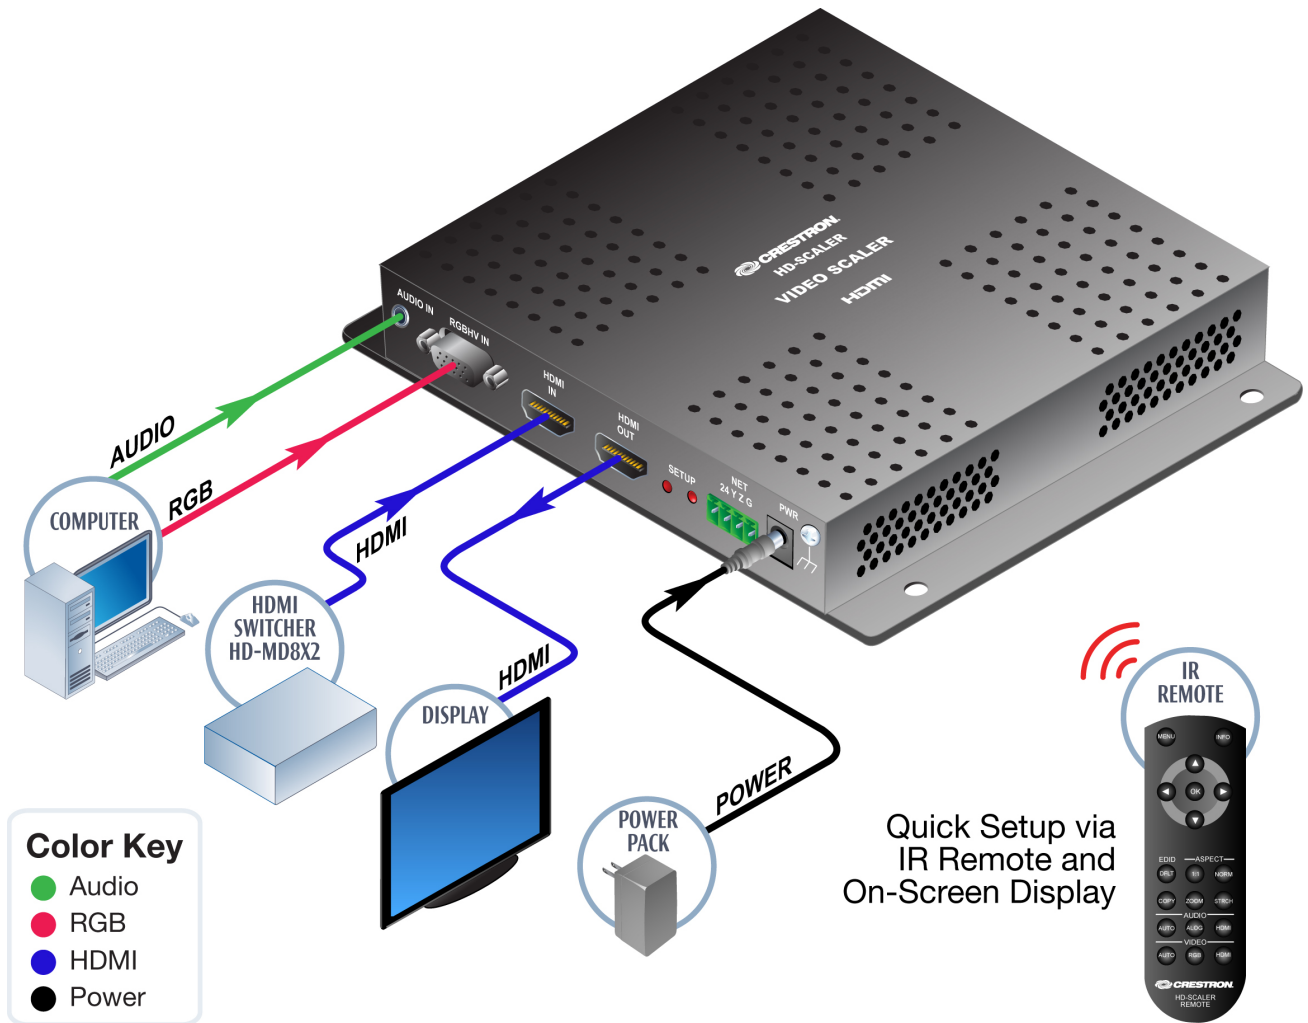 CRESTRON
HD-SCALER
VIDEO SCALER
HDMI
AUDIO IN
RGBHV IN
HDMI
IN
HDMI
OUT
SETUP
NET
24 Y Z G
PWR
AUDIO
RGB
HDMI
HDMI
POWER
COMPUTER
HDMI
SWITCHER
HD-MD8X2
DISPLAY
POWER
PACK
IR
REMOTE
MENU INFO
OK
EDID ASPECT
DFLT 1:1 NORM
COPY ZOOM STRCH
AUDIO
AUTO ALOG HDMI
VIDEO
AUTO RGB HDMI
CRESTRON
HD-SCALER
REMOTE
Quick Setup via
IR Remote and
On-Screen Display
Color Key
Audio
RGB
HDMI
Power